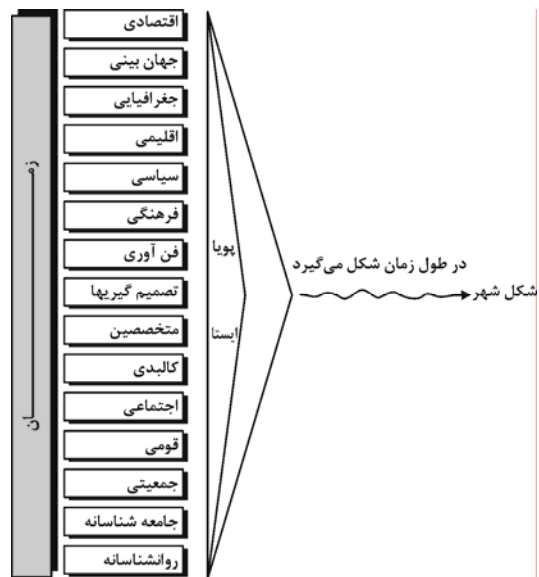 زمـــــان
اقتصادی
جهان بینی
جغرافیایی
اقلیمی
سیاسی
فرهنگی
فن آوری
تصمیم گیریها
متخصصین
کالبدی
اجتماعی
قومی
جمعیتی
جامعه شناسانه
روانشناسانه
پویا
ایستا
در طول زمان شکل می‌گیرد
شکل شهر